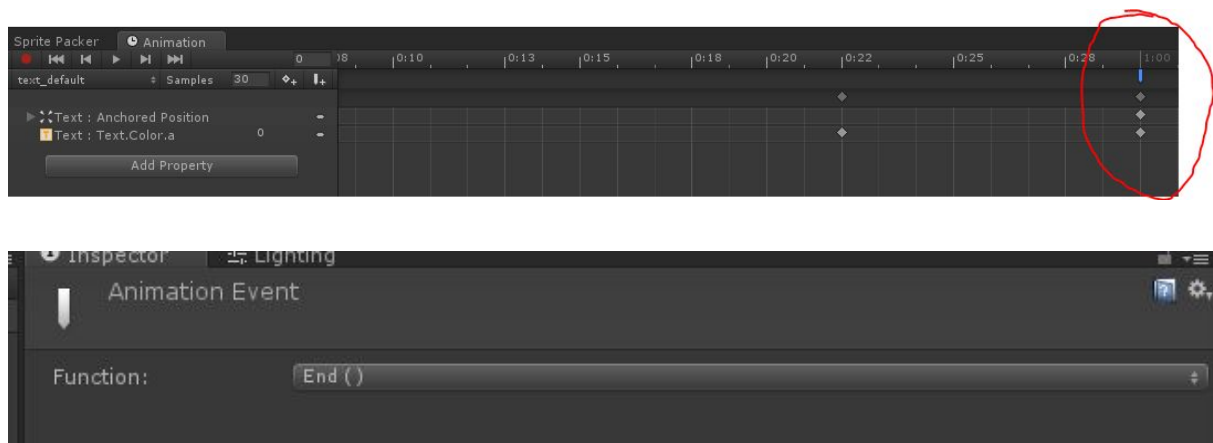 Sprite Packer Animation
0 0:10 0:13 0:15 0:18 0:20 0:22 0:25 0:28 1:00
text_default Samples 30
Text : Anchored Position
Text : Text.Color.a 0
Add Property
Inspector Lighting
Animation Event
Function: End ( )